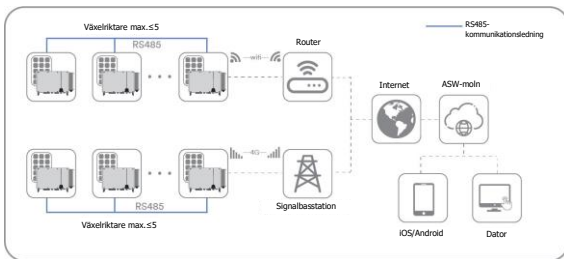 Växelriktare max.≤5
RS485
wifi
Router
RS485-
kommunikationsledning
Internet
ASW-moln
4G
RS485
Växelriktare max.≤5
Signalbasstation
iOS/Android
Dator